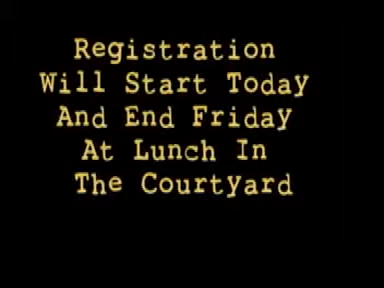 Registration
Will Start Today
And End Friday
At Lunch In
The Courtyard